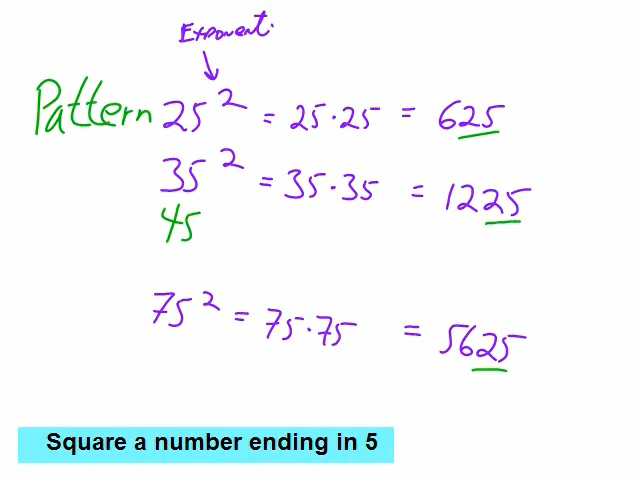 Exponent.
Pattern 25² = 25·25 = 625
35² = 35·35 = 1225
45
75² = 75·75 = 5625
Square a number ending in 5